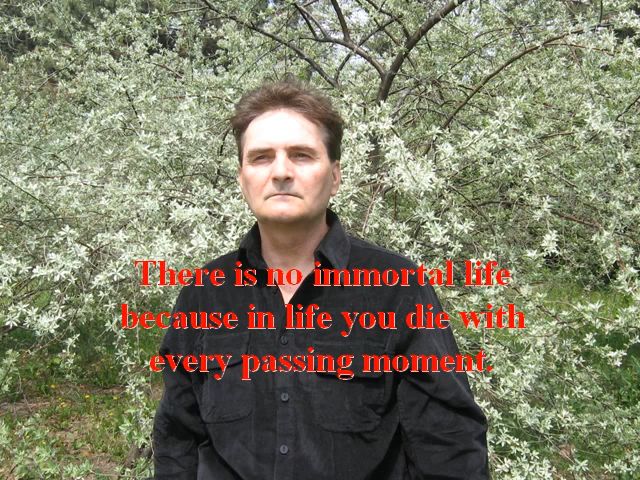 There is no immortal life
because in life you die with
every passing moment.